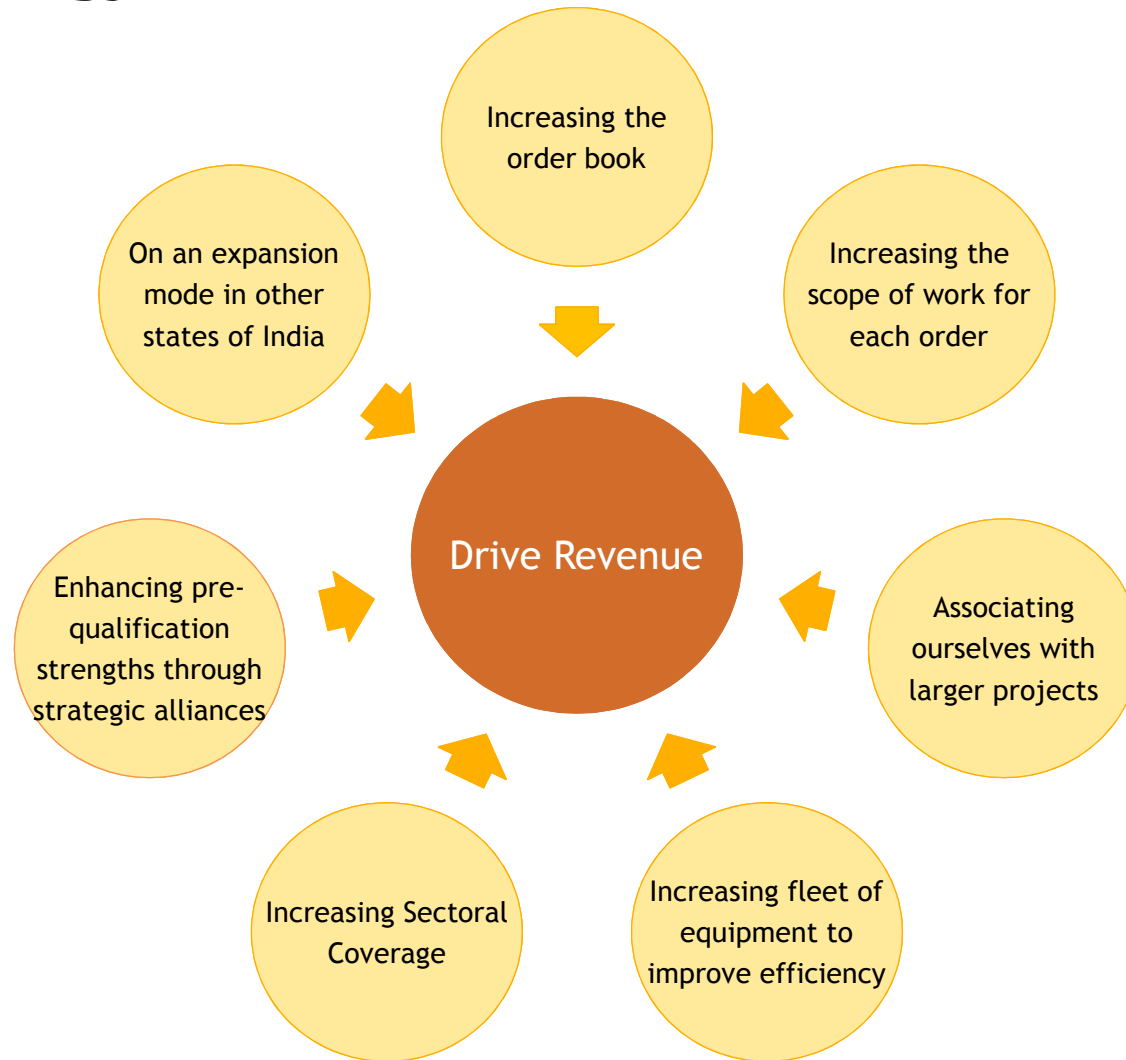 Increasing the
order book
Increasing the
scope of work for
each order
Associating
ourselves with
larger projects
Increasing fleet of
equipment to
improve efficiency
Increasing Sectoral
Coverage
Enhancing pre-
qualification
strengths through
strategic alliances
On an expansion
mode in other
states of India
Drive Revenue